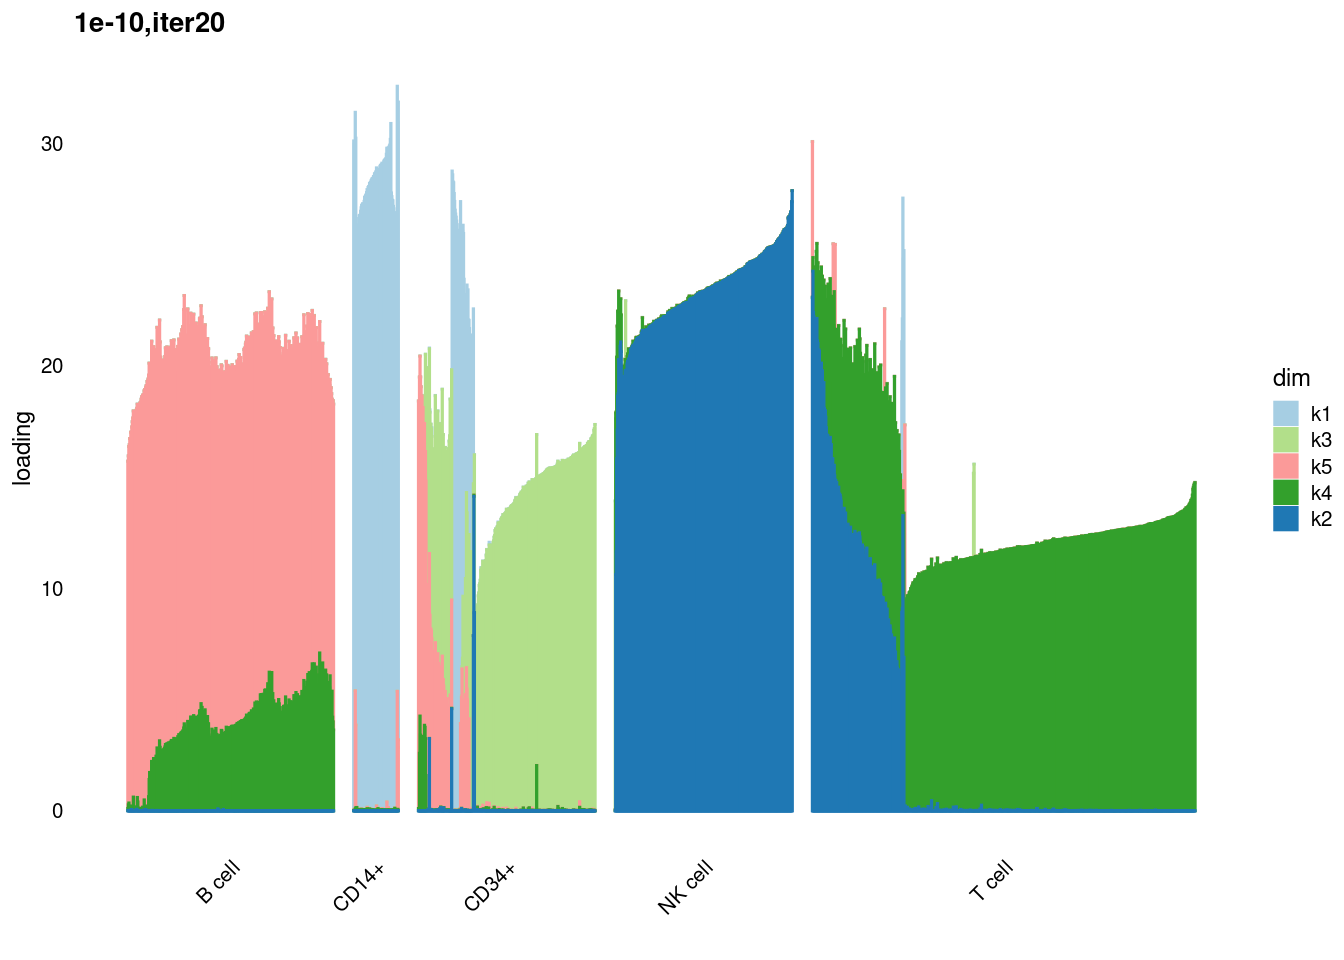 1e-10,iter20
loading
30
20
10
0
B cell
CD14+
CD34+
NK cell
T cell
dim
k1
k3
k5
k4
k2